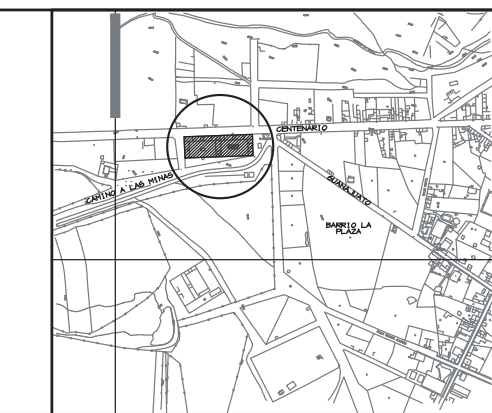 CENTENARIO
CAMINO A LAS MINAS
GUANAJUATO
BARRIO LA
PLAZA